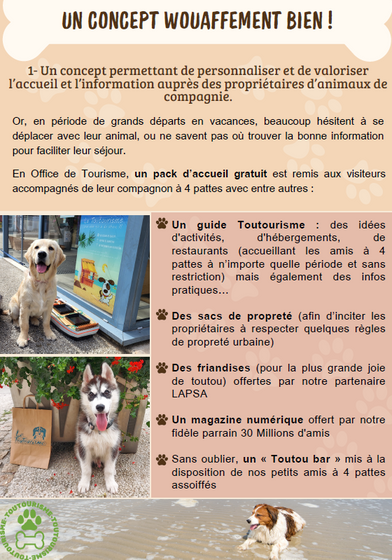 UN CONCEPT WOUAFFEMENT BIEN !
1- Un concept permettant de personnaliser et de valoriser
l'accueil et l'information auprès des propriétaires d'animaux de
compagnie.
Or, en période de grands départs en vacances, beaucoup hésitent à se
déplacer avec leur animal, ou ne savent pas où trouver la bonne information
pour faciliter leur séjour.
En Office de Tourisme, un pack d'accueil gratuit est remis aux visiteurs
accompagnés de leur compagnon à 4 pattes avec entre autres :
Un guide Toutourisme : des idées
d'activités, d'hébergements, de
restaurants (accueillant les amis à 4
pattes à n'importe quelle période et sans
restriction) mais également des infos
pratiques...
Des sacs de propreté (afin d'inciter les
propriétaires à respecter quelques règles
de propreté urbaine)
Des friandises (pour la plus grande joie
de toutou) offertes par notre partenaire
LAPSA
Un magazine numérique offert par notre
fidèle parrain 30 Millions d'amis
Sans oublier, un « Toutou bar » mis à la
disposition de nos petits amis à 4 pattes
assoiffés
TOUTOURISME-TOUTOURISME-TOUTOURISME